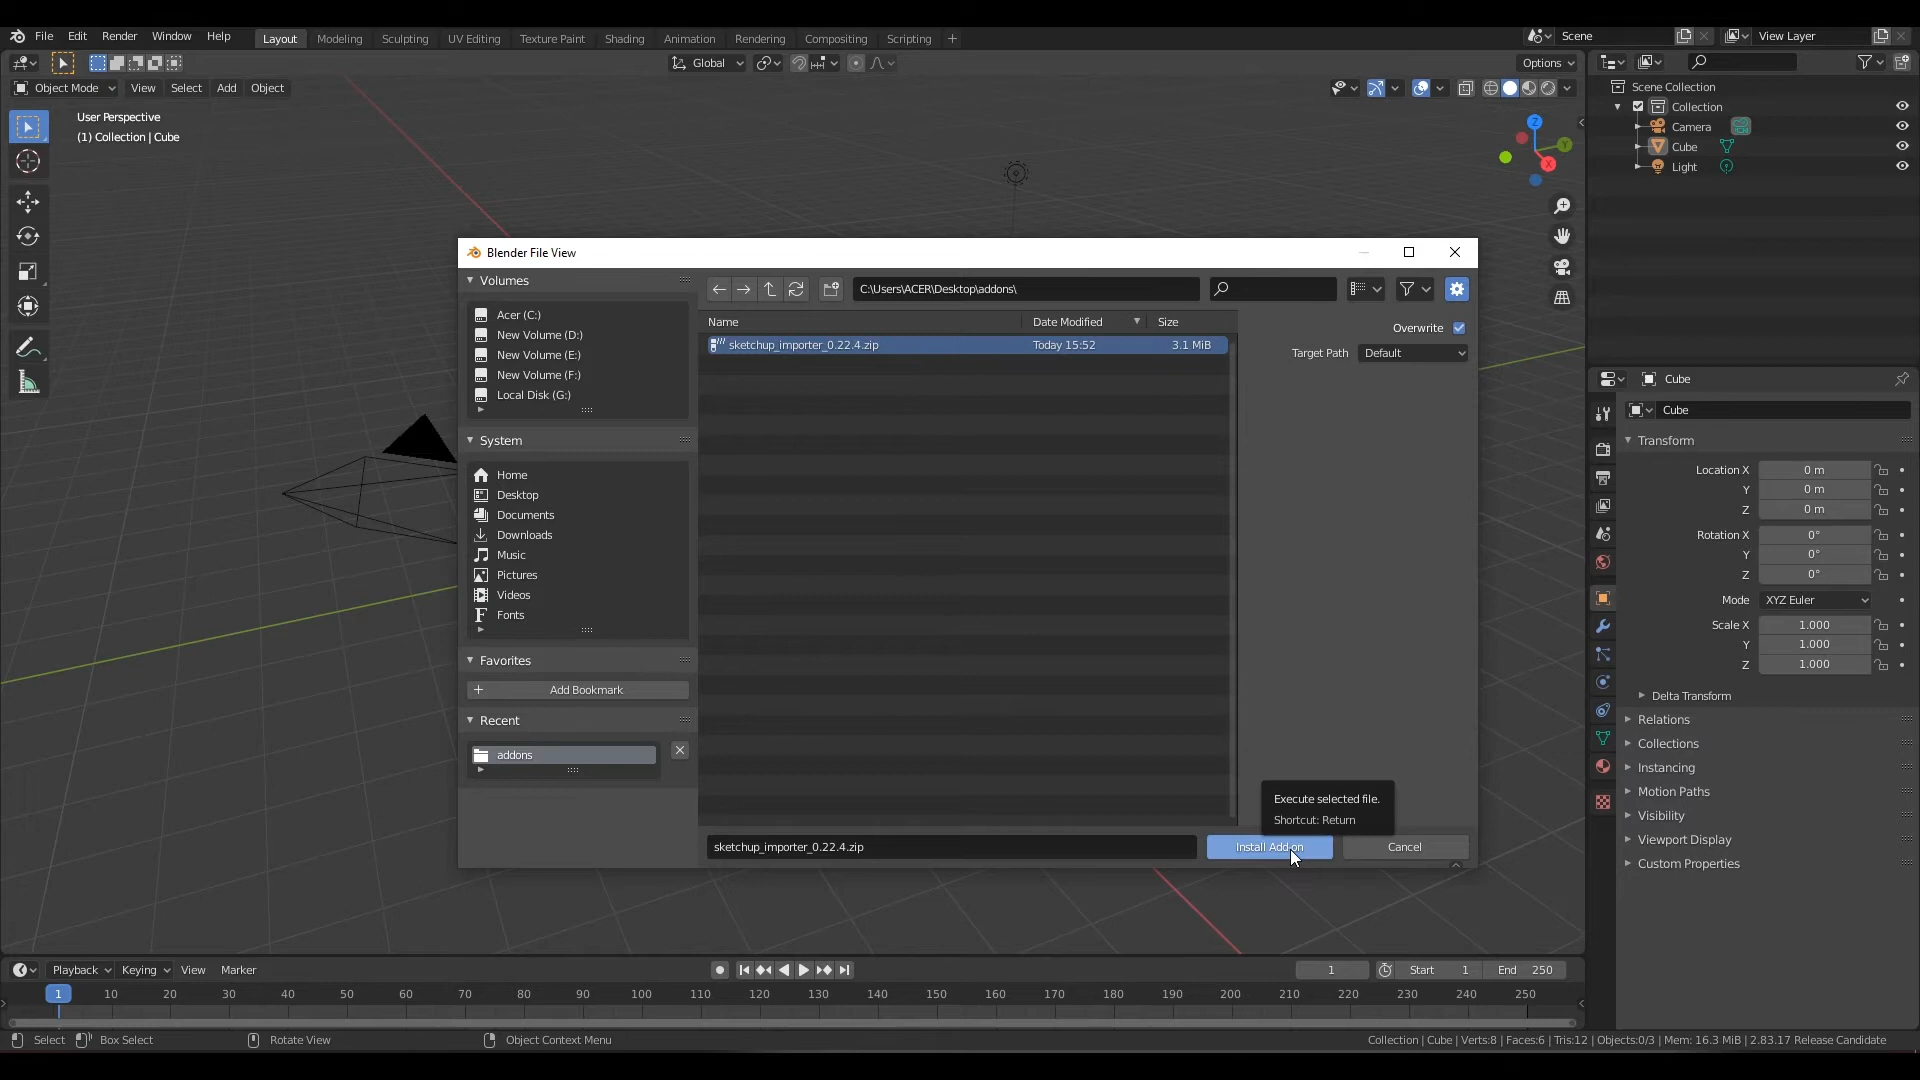 File Edit Render Window Help Layout Modeling Sculpting UV Editing Texture Paint Shading Animation Rendering Compositing Scripting + Scene View Layer
Global Options
Object Mode View Select Add Object
User Perspective
(1) Collection | Cube
Z
Y
X
Scene Collection
Collection
Camera
Cube
Light
Blender File View
Volumes
Acer (C:)
New Volume (D:)
New Volume (E:)
New Volume (F:)
Local Disk (G:)
System
Home
Desktop
Documents
Downloads
Music
Pictures
Videos
Fonts
Favorites
Add Bookmark
Recent
addons
C:\Users\ACER\Desktop\addons\
Name Date Modified Size
sketchup_importer_0.22.4.zip Today 15:52 3.1 MiB
Overwrite
Target Path Default
Execute selected file.
Shortcut: Return
sketchup_importer_0.22.4.zip Install Add-on Cancel
Cube
Cube
Transform
Location X 0 m
Y 0 m
Z 0 m
Rotation X 0°
Y 0°
Z 0°
Mode XYZ Euler
Scale X 1.000
Y 1.000
Z 1.000
Delta Transform
Relations
Collections
Instancing
Motion Paths
Visibility
Viewport Display
Custom Properties
Playback Keying View Marker 1 Start 1 End 250
1 10 20 30 40 50 60 70 80 90 100 110 120 130 140 150 160 170 180 190 200 210 220 230 240 250
Select Box Select Rotate View Object Context Menu Collection | Cube | Verts:8 | Faces:6 | Tris:12 | Objects:0/3 | Mem: 16.3 MiB | 2.83.17 Release Candidate